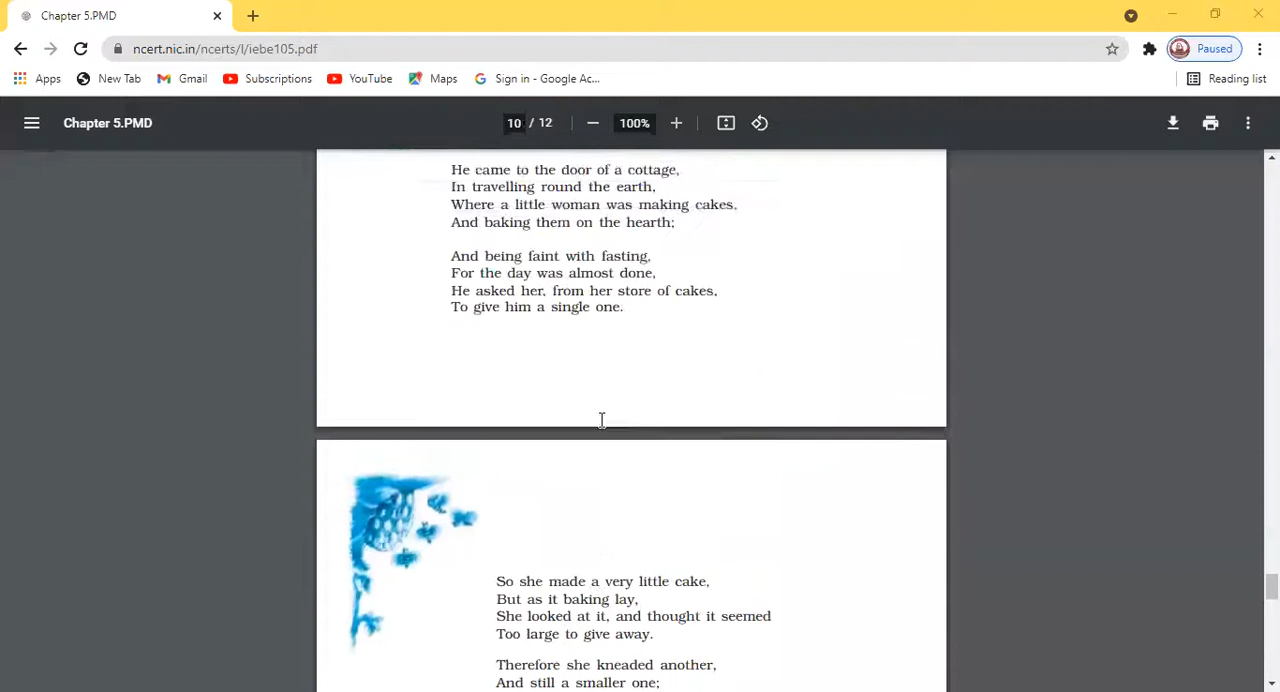 Chapter 5.PMD
ncert.nic.in/ncerts/l/iebe105.pdf
Paused
Apps
New Tab
Gmail
Subscriptions
YouTube
Maps
Sign in - Google Ac...
Reading list
Chapter 5.PMD
10 / 12
100%
He came to the door of a cottage,
In travelling round the earth,
Where a little woman was making cakes,
And baking them on the hearth;
And being faint with fasting,
For the day was almost done,
He asked her, from her store of cakes,
To give him a single one.
So she made a very little cake,
But as it baking lay,
She looked at it, and thought it seemed
Too large to give away.
Therefore she kneaded another,
And still a smaller one;